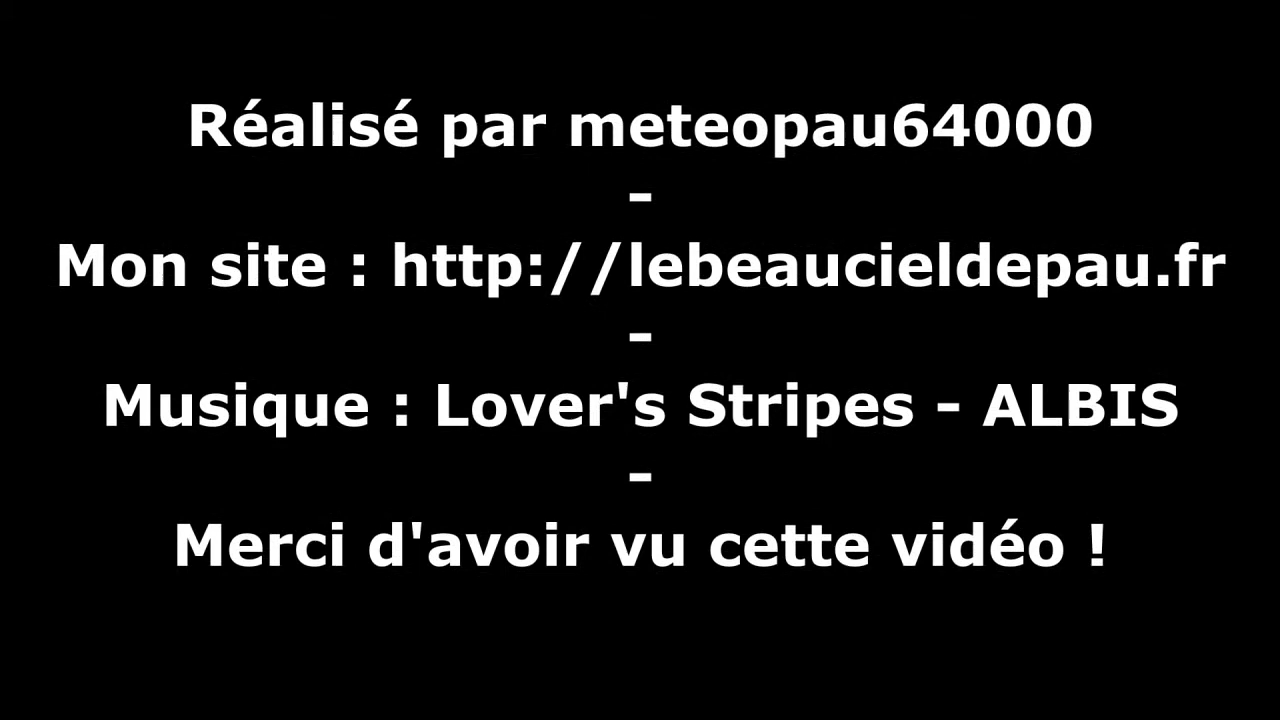 Réalisé par meteopau64000
-
Mon site : http://lebeaucieldepau.fr
-
Musique : Lover's Stripes - ALBIS
-
Merci d'avoir vu cette vidéo !